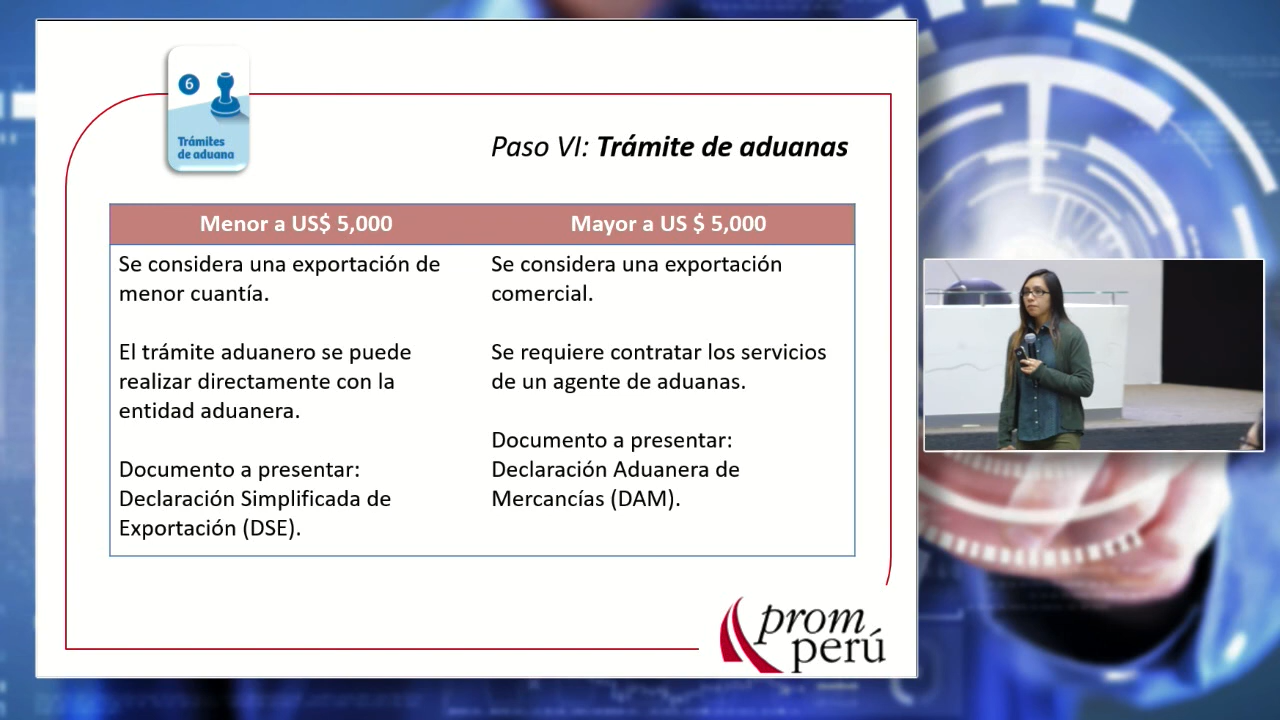 6
Trámites
de aduana
Paso VI: Trámite de aduanas
Menor a US$ 5,000
Mayor a US $ 5,000
Se considera una exportación de
menor cuantía.
El trámite aduanero se puede
realizar directamente con la
entidad aduanera.
Documento a presentar:
Declaración Simplificada de
Exportación (DSE).
Se considera una exportación
comercial.
Se requiere contratar los servicios
de un agente de aduanas.
Documento a presentar:
Declaración Aduanera de
Mercancías (DAM).
prom
perú